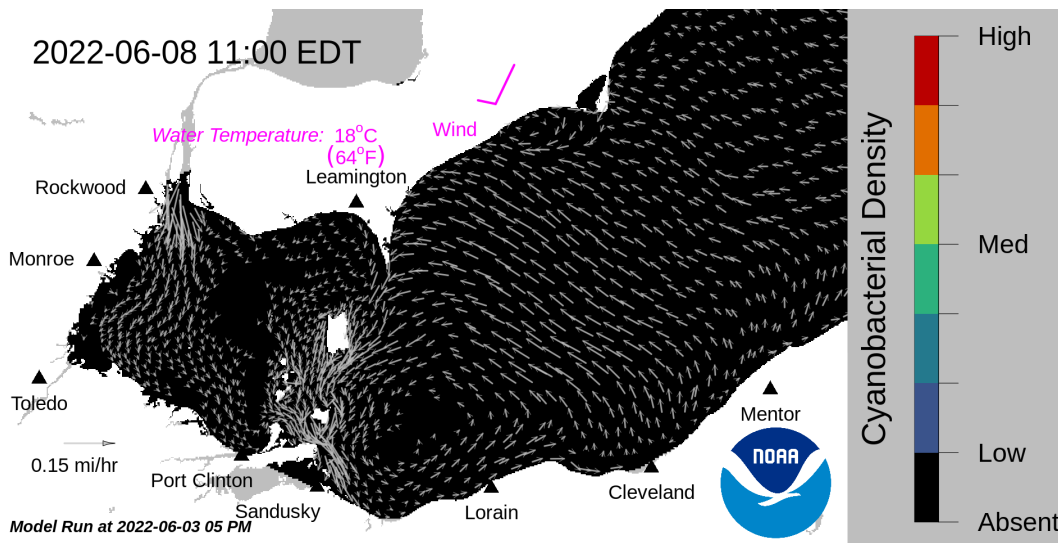 2022-06-08 11:00 EDT
High
Wind
Water Temperature: 18°C
(64°F)
Leamington
Rockwood
Cyanobacterial Density
Med
Monroe
Toledo
Mentor
0.15 mi/hr
NOAA
Low
Port Clinton
Cleveland
Sandusky
Lorain
Absent
Model Run at 2022-06-03 05 PM